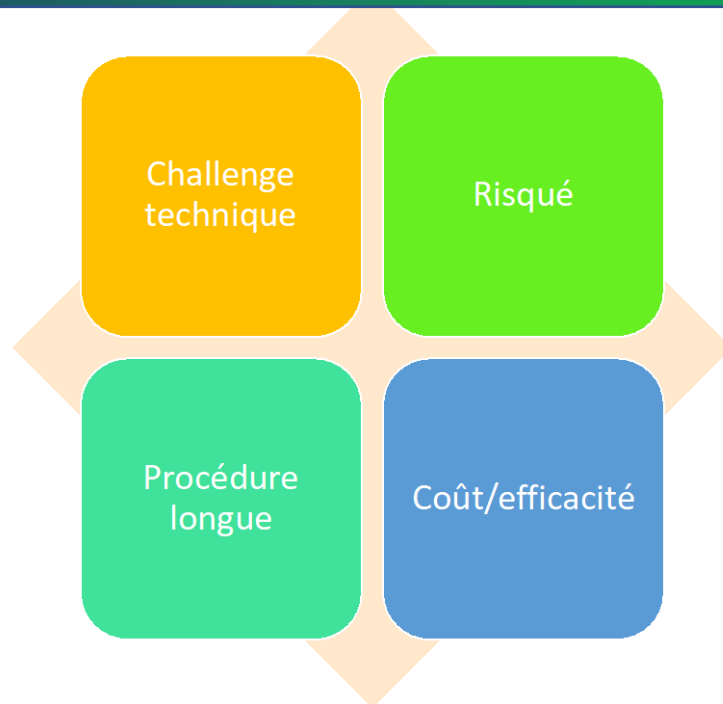 Challenge
technique
Risqué
Procédure
longue
Coût/efficacité